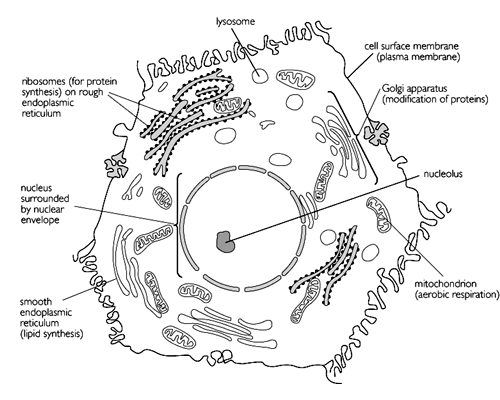 lysosome
cell surface membrane
(plasma membrane)
ribosomes (for protein
synthesis) on rough
endoplasmic
reticulum
Golgi apparatus
(modification of proteins)
nucleus
surrounded
by nuclear
envelope
nucleolus
mitochondrion
(aerobic respiration)
smooth
endoplasmic
reticulum
(lipid synthesis)